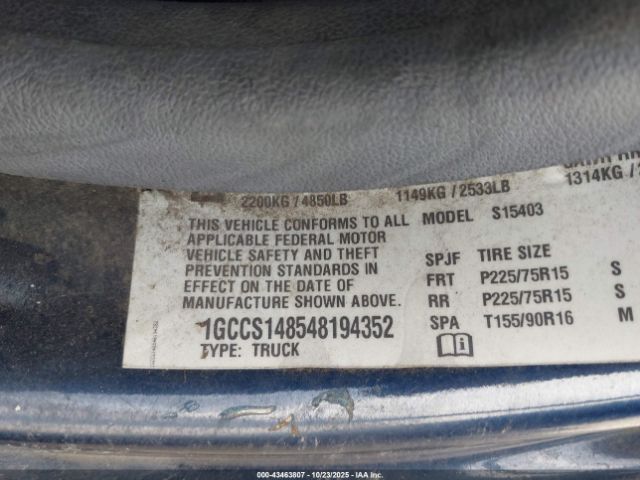 2200KG / 4850LB 1149KG / 2533LB 1314KG /
THIS VEHICLE CONFORMS TO ALL MODEL S15403
APPLICABLE FEDERAL MOTOR
VEHICLE SAFETY AND THEFT SPJF TIRE SIZE
PREVENTION STANDARDS IN FRT P225/75R15 S
EFFECT ON THE DATE OF RR P225/75R15 S
MANUFACTURE SHOWN ABOVE. SPA T155/90R16 M
1GCCS148548194352
TYPE: TRUCK
000-43463807 - 10/23/2025 - IAAI.COM